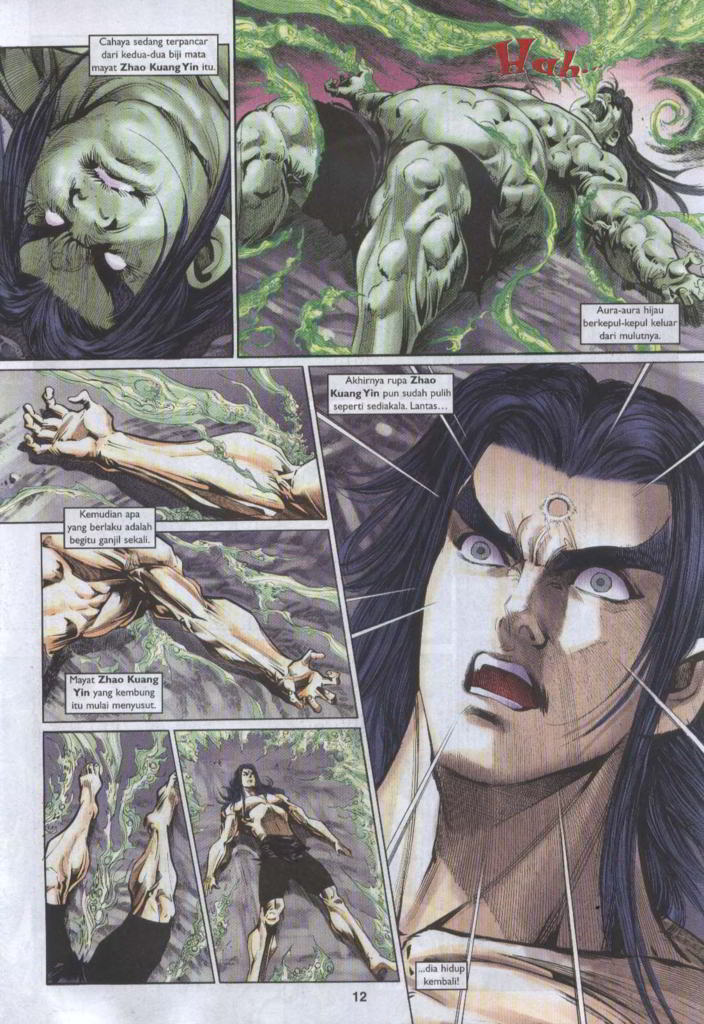 Cahaya sedang terpancar
dari kedua-dua biji mata
mayat Zhao Kuang Yin itu.
Hah...
Aura-aura hijau
berkepul-kepul keluar
dari mulutnya.
Kemudian apa
yang berlaku adalah
begitu ganjil sekali.
Mayat Zhao Kuang
Yin yang kembung
itu mulai menyusut.
Akhirnya rupa Zhao
Kuang Yin pun sudah pulih
seperti sediakala. Lantas...
...dia hidup
kembali!
12